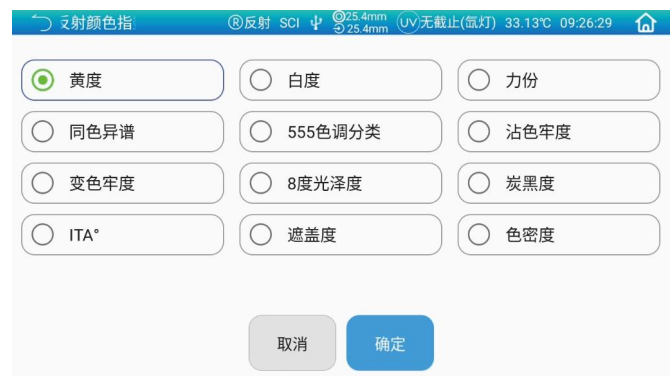 反射颜色指
Ⓡ反射 SCI 25.4mm 25.4mm UV无截止(氙灯) 33.13℃ 09:26:29
黄度 白度 力份
同色异谱 555色调分类 沾色牢度
变色牢度 8度光泽度 炭黑度
ITA° 遮盖度 色密度
取消 确定